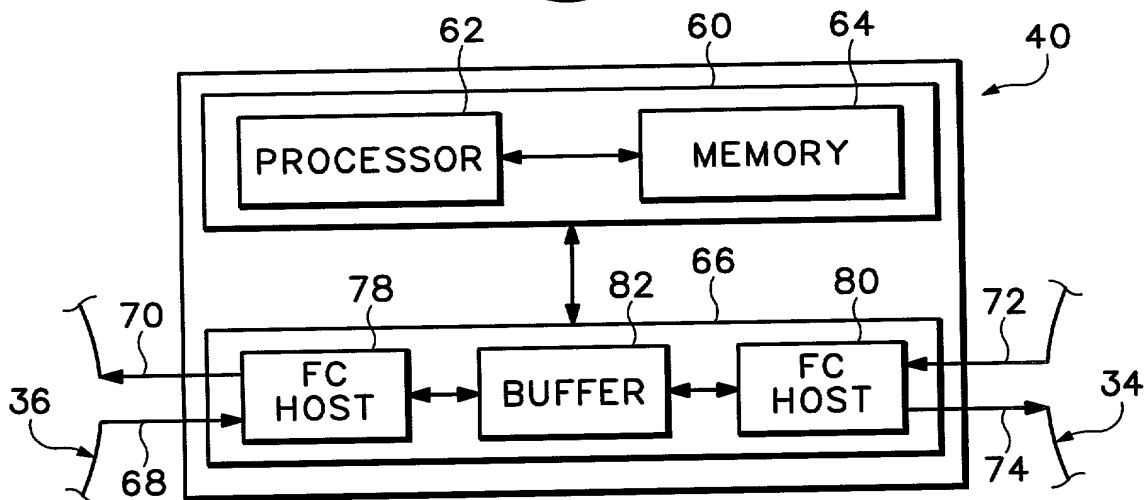 62
60
64
40
PROCESSOR
MEMORY
78
82
66
80
70
72
FC
HOST
BUFFER
FC
HOST
36
34
68
74